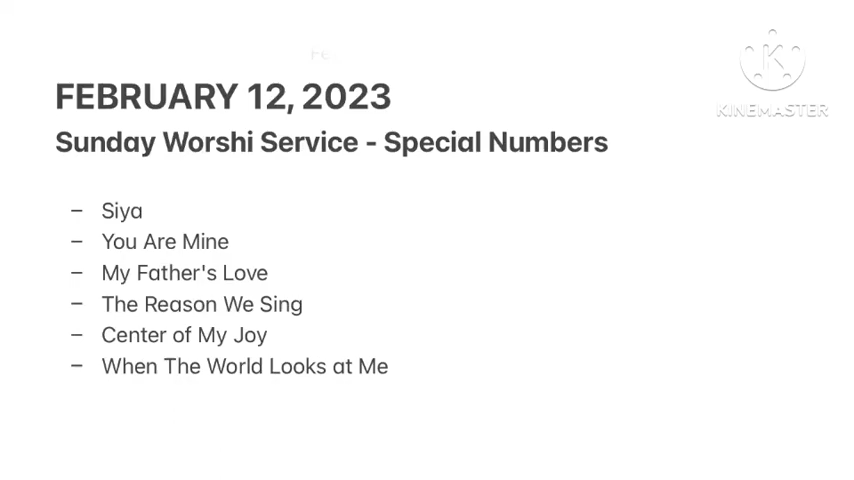 Fe
KINEMASTER
FEBRUARY 12, 2023
Sunday Worshi Service - Special Numbers
– Siya
– You Are Mine
– My Father's Love
– The Reason We Sing
– Center of My Joy
– When The World Looks at Me